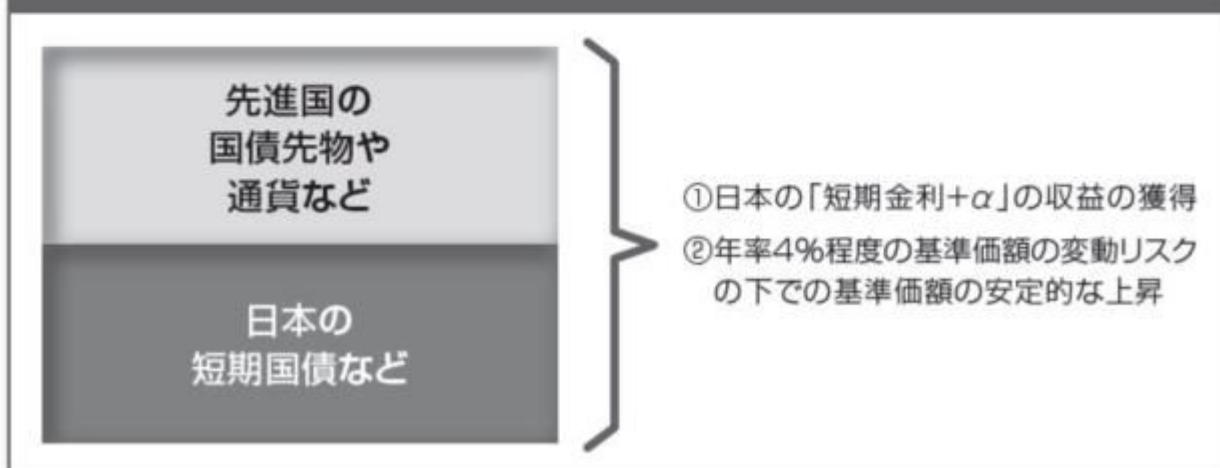 先進国の
国債先物や
通貨など
日本の
短期国債など
①日本の「短期金利+α」の収益の獲得
②年率4%程度の基準価額の変動リスク
の下での基準価額の安定的な上昇